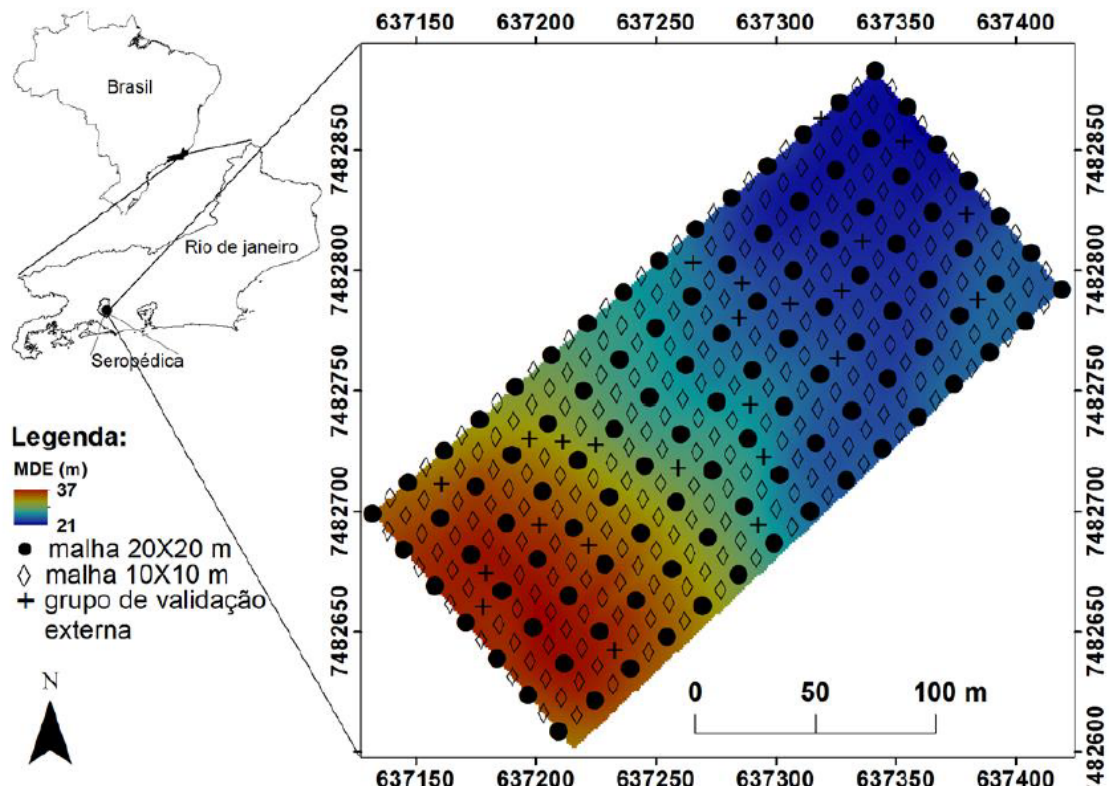 637150 637200 637250 637300 637350 637400
Brasil
Rio de janeiro
Seropédica
7482850
7482800
7482750
7482700
7482650
7482600
7482850
7482800
7482750
7482700
7482650
7482600
Legenda:
MDE (m)
37
21
malha 20X20 m
malha 10X10 m
grupo de validação
externa
N
0 50 100 m
637150 637200 637250 637300 637350 637400